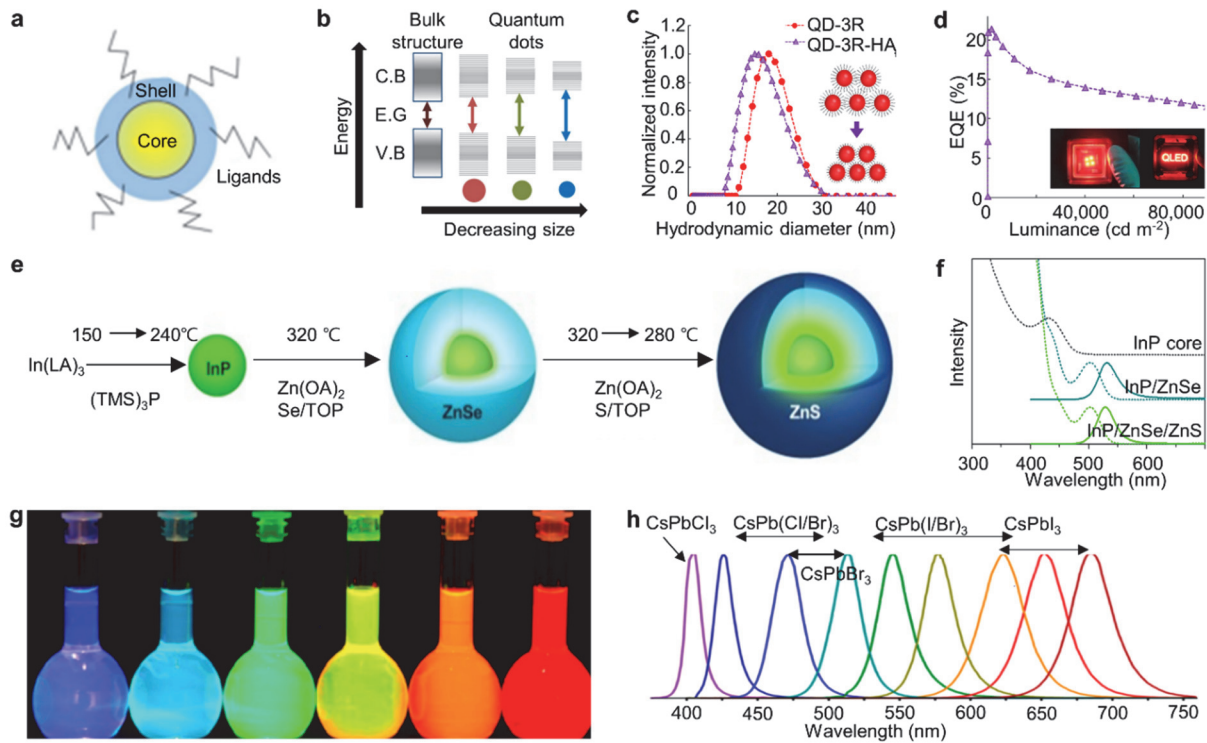 a
Shell
Core
Ligands
b
Bulk
structure
Quantum
dots
C.B
E.G
V.B
Energy
Decreasing size
c
QD-3R
QD-3R-HA
Normalized intensity
1.2
1.0
0.8
0.6
0.4
0.2
0
0 10 20 30 40
Hydrodynamic diameter (nm)
d
EQE (%)
20
15
10
5
0
QLED
0 40,000 80,000
Luminance (cd m-2)
e
150 240℃
In(LA)3
(TMS)3P
InP
320 ℃
Zn(OA)2
Se/TOP
ZnSe
320 280 ℃
Zn(OA)2
S/TOP
ZnS
f
Intensity
InP core
InP/ZnSe
InP/ZnSe/ZnS
300 400 500 600
Wavelength (nm)
g
h
CsPbCl3
CsPb(Cl/Br)3
CsPb(I/Br)3
CsPbI3
CsPbBr3
400 450 500 550 600 650 700 750
Wavelength (nm)